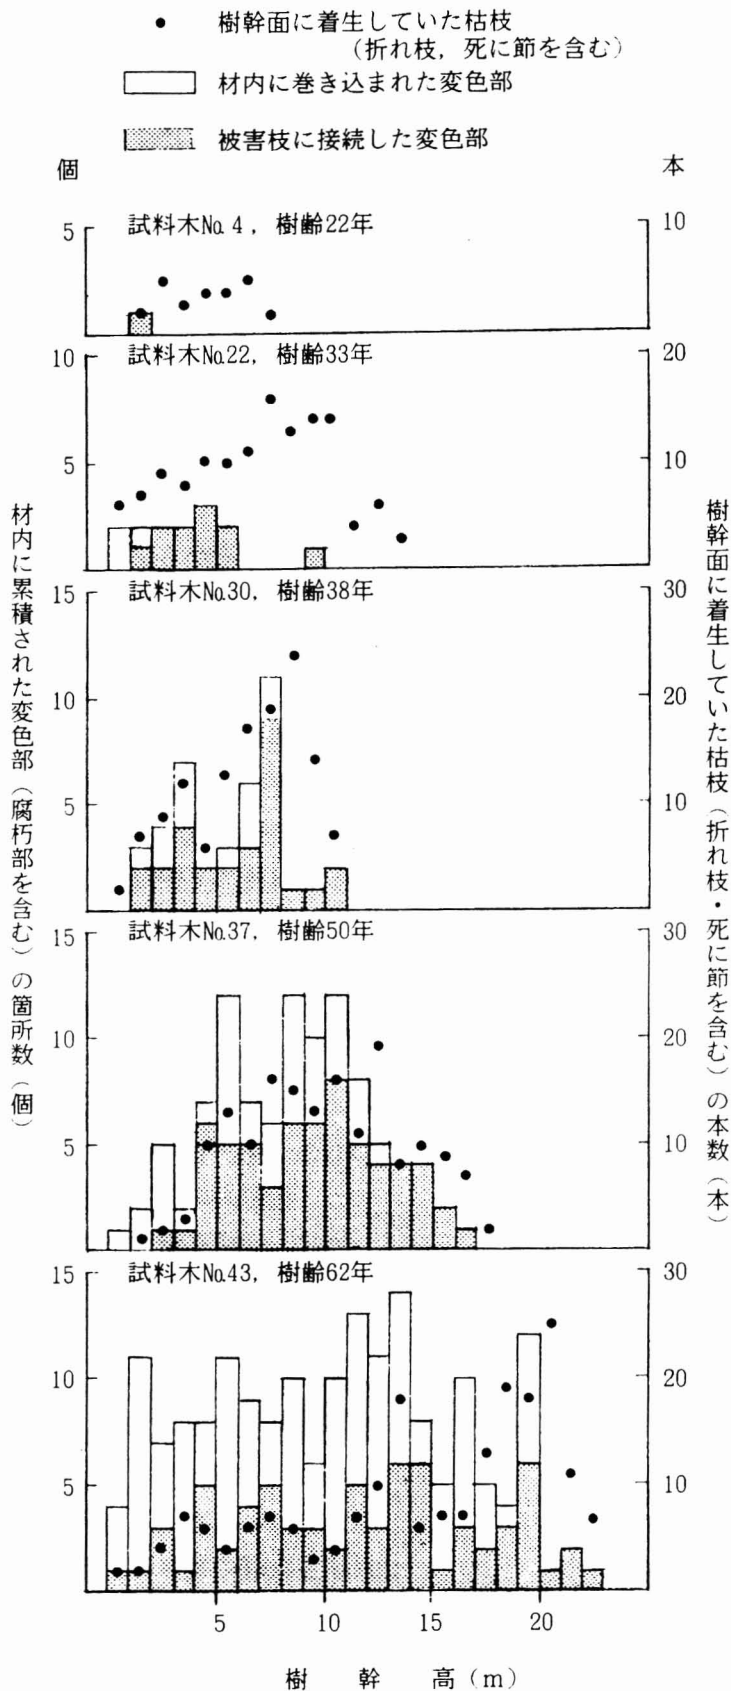 樹幹面に着生していた枯枝
(折れ枝, 死に節を含む)
材内に巻き込まれた変色部
被害枝に接続した変色部
個
本
試料木№4, 樹齢22年
5
10
試料木№22, 樹齢33年
10
5
20
10
試料木№30, 樹齢38年
15
10
5
30
20
10
試料木№37, 樹齢50年
15
10
5
30
20
10
試料木№43, 樹齢62年
15
10
5
30
20
10
5
10
15
20
樹幹高(m)
材内に累積された変色部(腐朽部を含む)の箇所数(個)
樹幹面に着生していた枯枝(折れ枝・死に節を含む)の本数(本)